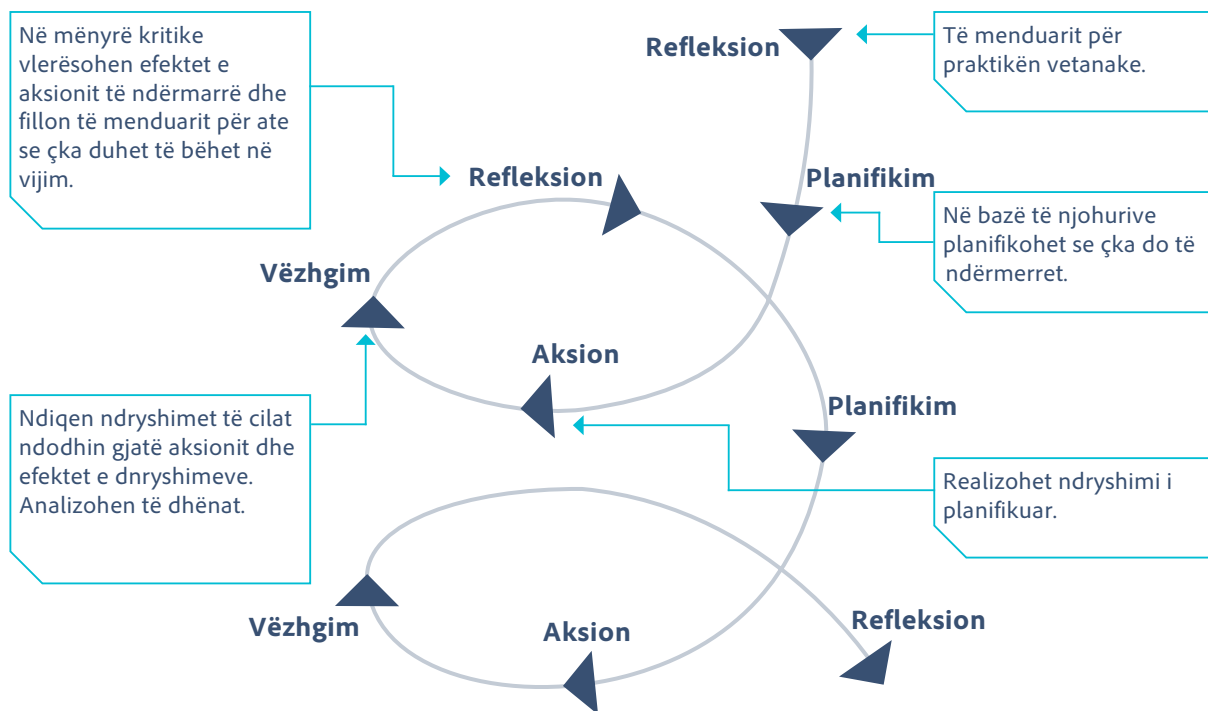 Në mënyrë kritike
vlerësohen efektet e
aksionit të ndërmarrë dhe
fillon të menduarit për ate
se çka duhet të bëhet në
vijim.
Refleksion
Të menduarit për
praktikën vetanake.
Refleksion
Planifikim
Në bazë të njohurive
planifikohet se çka do të
ndërmerret.
Vëzhgim
Aksion
Ndiqen ndryshimet të cilat
ndodhin gjatë aksionit dhe
efektet e dnryshimeve.
Analizohen të dhënat.
Planifikim
Realizohet ndryshimi i
planifikuar.
Vëzhgim
Aksion
Refleksion